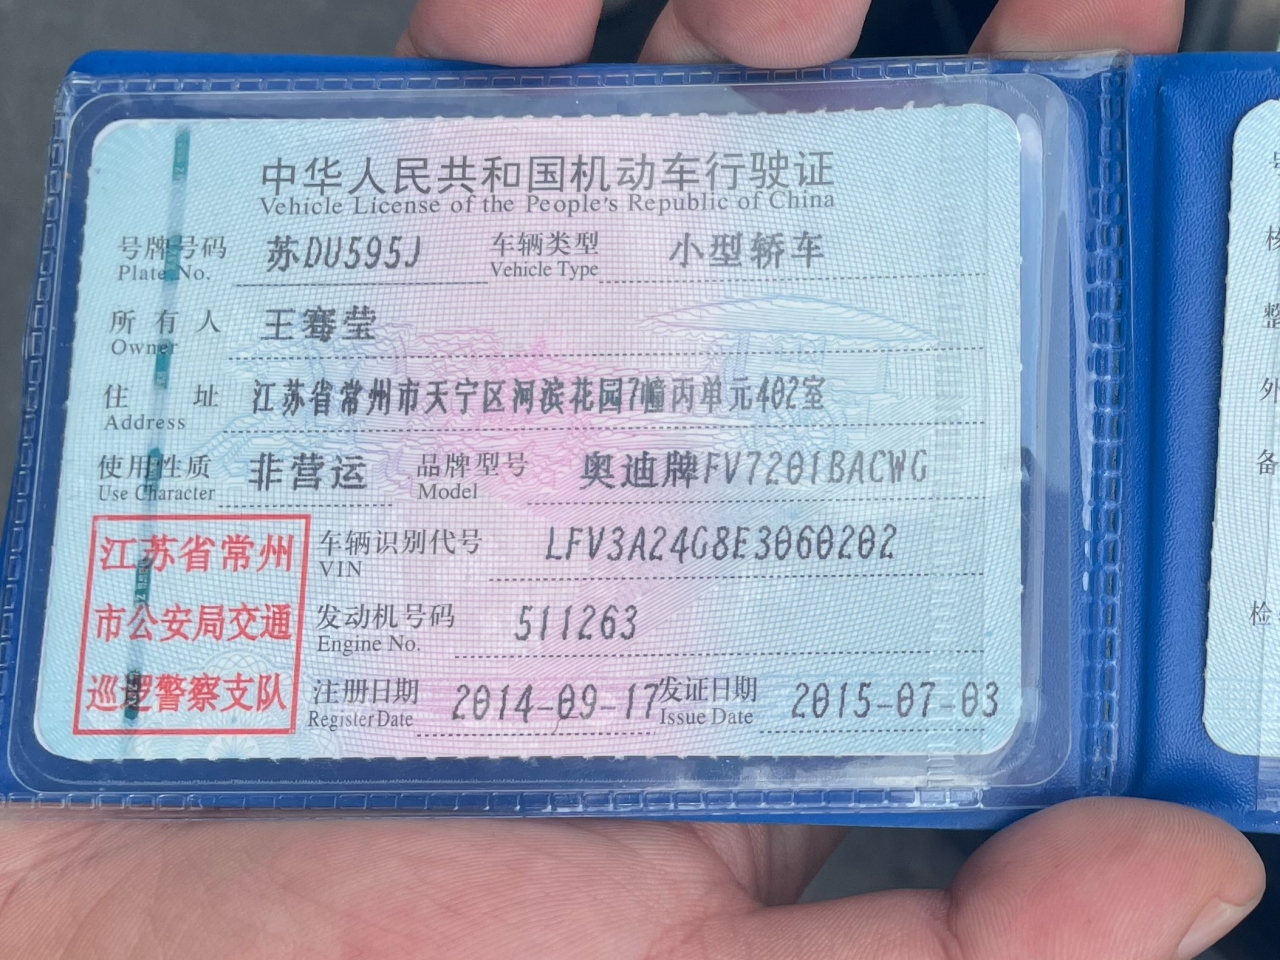 中华人民共和国机动车行驶证
Vehicle License of the People's Republic of China
号牌号码 苏DU595J 车辆类型 小型轿车
Plate No. Vehicle Type
所有人 王骞莹
Owner
住址 江苏省常州市天宁区河滨花园7幢丙单元402室
Address
使用性质 非营运 品牌型号 奥迪牌FV7201BACWG
Use Character Model
江苏省常州
市公安局交通
巡逻警察支队
车辆识别代号 LFV3A24G8E3060202
VIN
发动机号码 511263
Engine No.
注册日期 2014-09-17 发证日期 2015-07-03
Register Date Issue Date
整
外
备
检